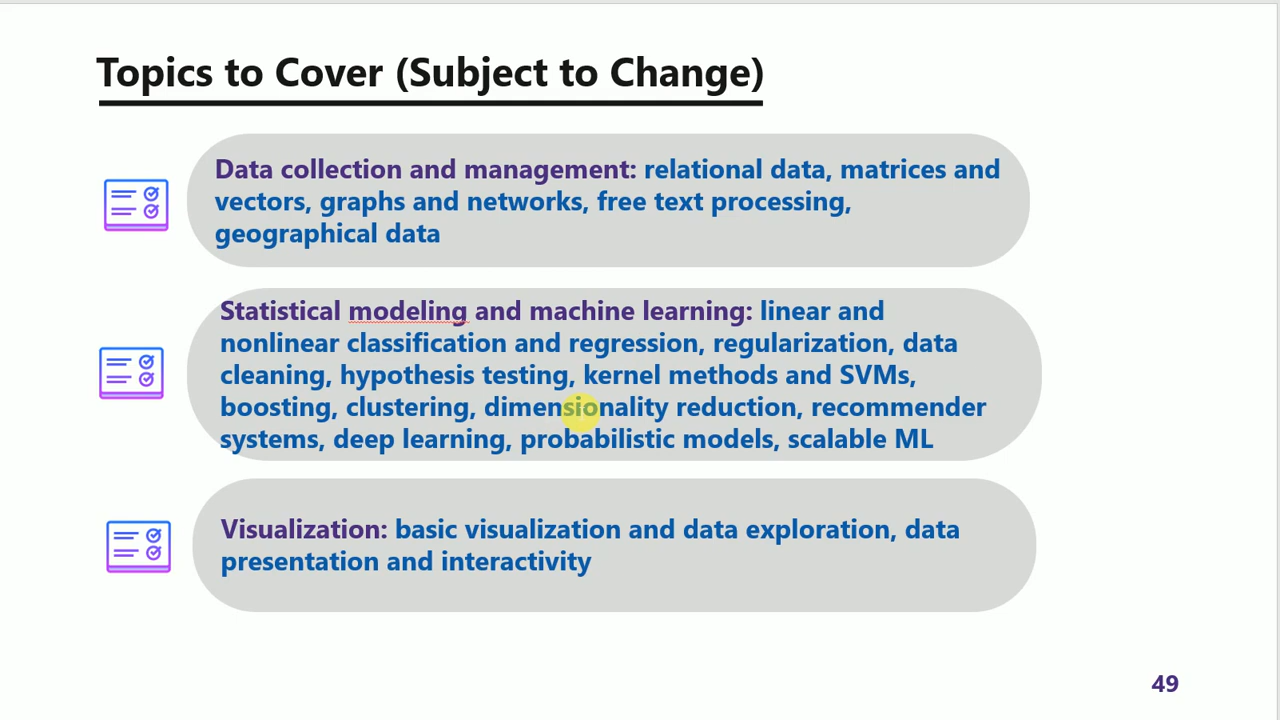 Topics to Cover (Subject to Change)
Data collection and management: relational data, matrices and
vectors, graphs and networks, free text processing,
geographical data
Statistical modeling and machine learning: linear and
nonlinear classification and regression, regularization, data
cleaning, hypothesis testing, kernel methods and SVMs,
boosting, clustering, dimensionality reduction, recommender
systems, deep learning, probabilistic models, scalable ML
Visualization: basic visualization and data exploration, data
presentation and interactivity
49